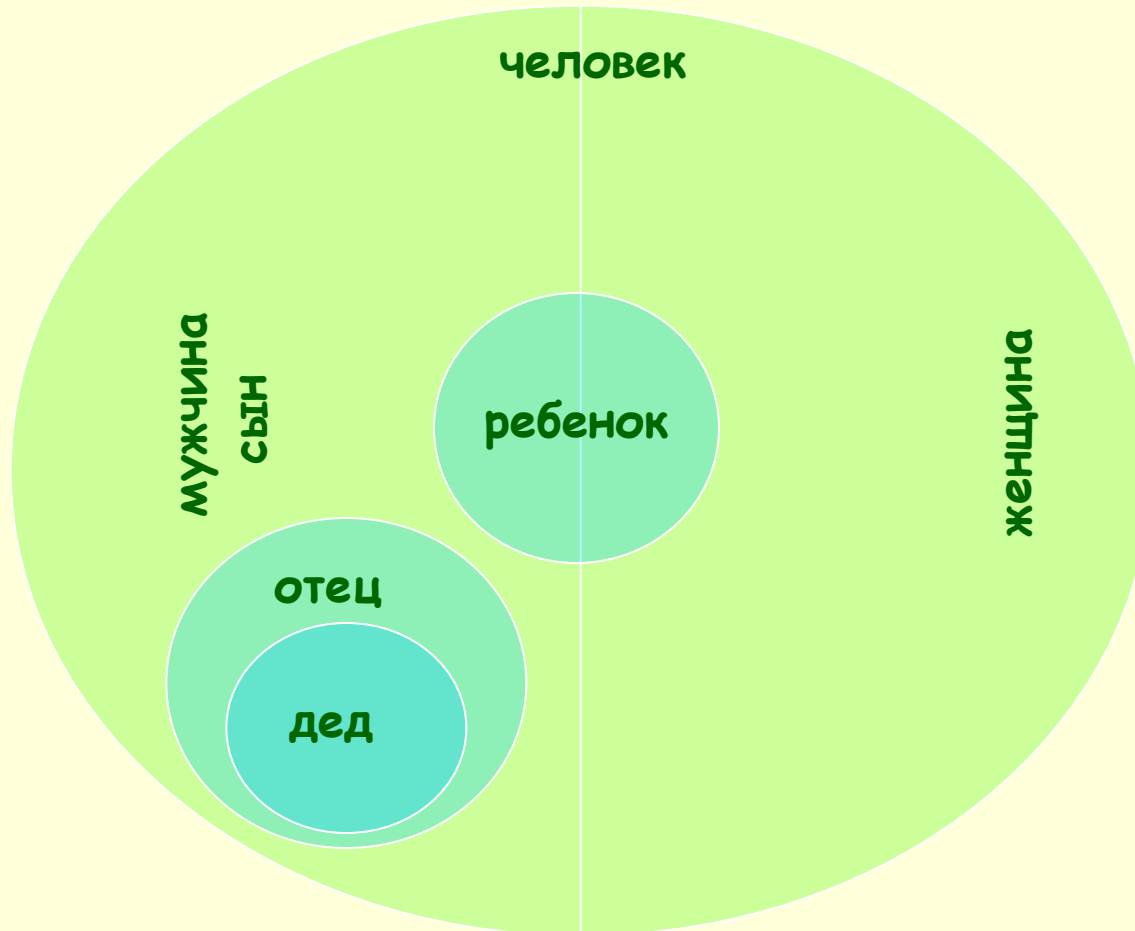 человек
мужчина
сын
ребенок
женщина
отец
дед